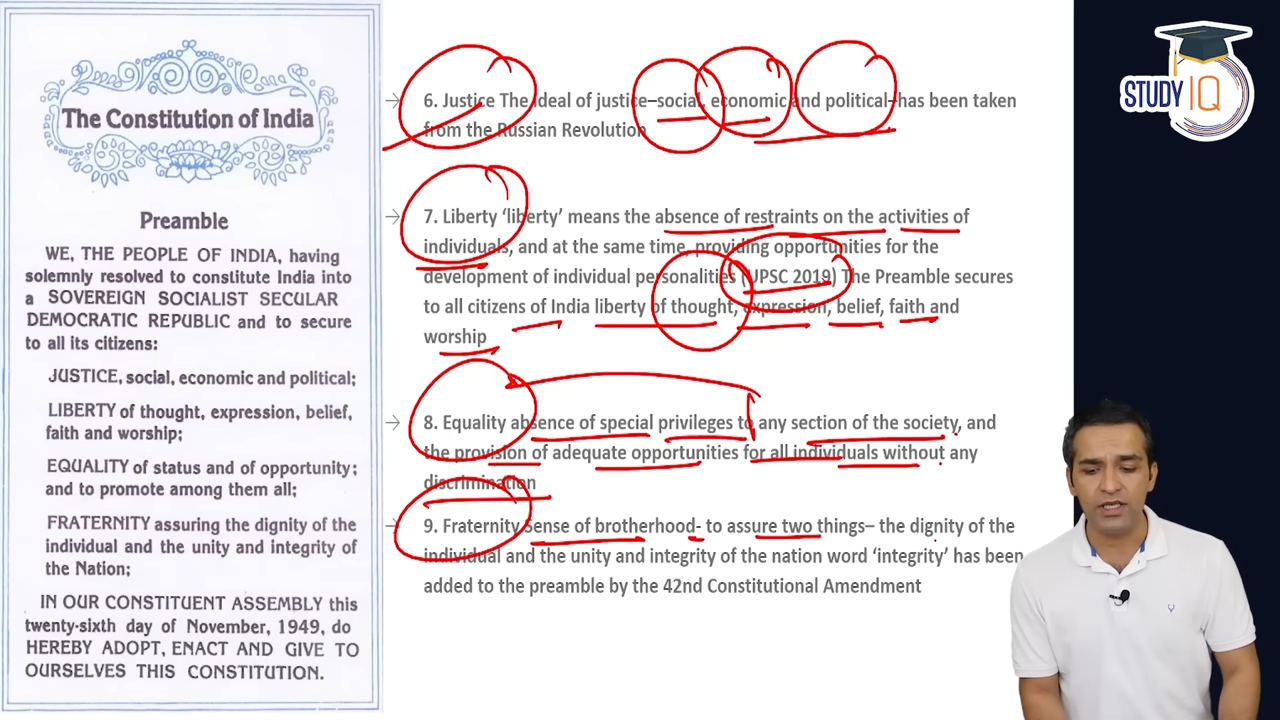 The Constitution of India
Preamble
WE, THE PEOPLE OF INDIA, having
solemnly resolved to constitute India into
a SOVEREIGN SOCIALIST SECULAR
DEMOCRATIC REPUBLIC and to secure
to all its citizens:
JUSTICE, social, economic and political;
LIBERTY of thought, expression, belief,
faith and worship;
EQUALITY of status and of opportunity;
and to promote among them all;
FRATERNITY assuring the dignity of the
individual and the unity and integrity of
the Nation;
IN OUR CONSTITUENT ASSEMBLY this
twenty-sixth day of November, 1949, do
HEREBY ADOPT, ENACT AND GIVE TO
OURSELVES THIS CONSTITUTION.
→ 6. Justice The Ideal of justice–social, economic and political–has been taken
from the Russian Revolution
→ 7. Liberty ‘liberty’ means the absence of restraints on the activities of
individuals, and at the same time, providing opportunities for the
development of individual personalities (UPSC 2019) The Preamble secures
to all citizens of India liberty of thought, expression, belief, faith and
worship
→ 8. Equality absence of special privileges to any section of the society, and
the provision of adequate opportunities for all individuals without any
discrimination
→ 9. Fraternity Sense of brotherhood- to assure two things– the dignity of the
individual and the unity and integrity of the nation word ‘integrity’ has been
added to the preamble by the 42nd Constitutional Amendment
STUDY IQ